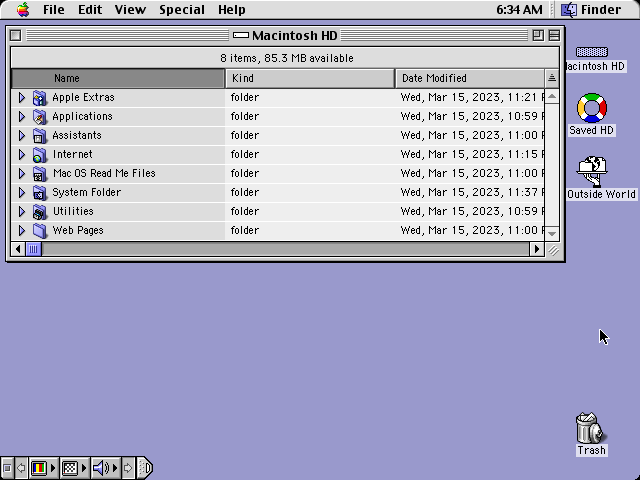 File Edit View Special Help 6:34 AM Finder
Macintosh HD
8 items, 85.3 MB available
Name Kind Date Modified
Apple Extras folder Wed, Mar 15, 2023, 11:21
Applications folder Wed, Mar 15, 2023, 10:59
Assistants folder Wed, Mar 15, 2023, 11:00
Internet folder Wed, Mar 15, 2023, 11:15
Mac OS Read Me Files folder Wed, Mar 15, 2023, 11:00
System Folder folder Wed, Mar 15, 2023, 11:37
Utilities folder Wed, Mar 15, 2023, 10:59
Web Pages folder Wed, Mar 15, 2023, 11:00
acintosh HD
Saved HD
Outside World
Trash